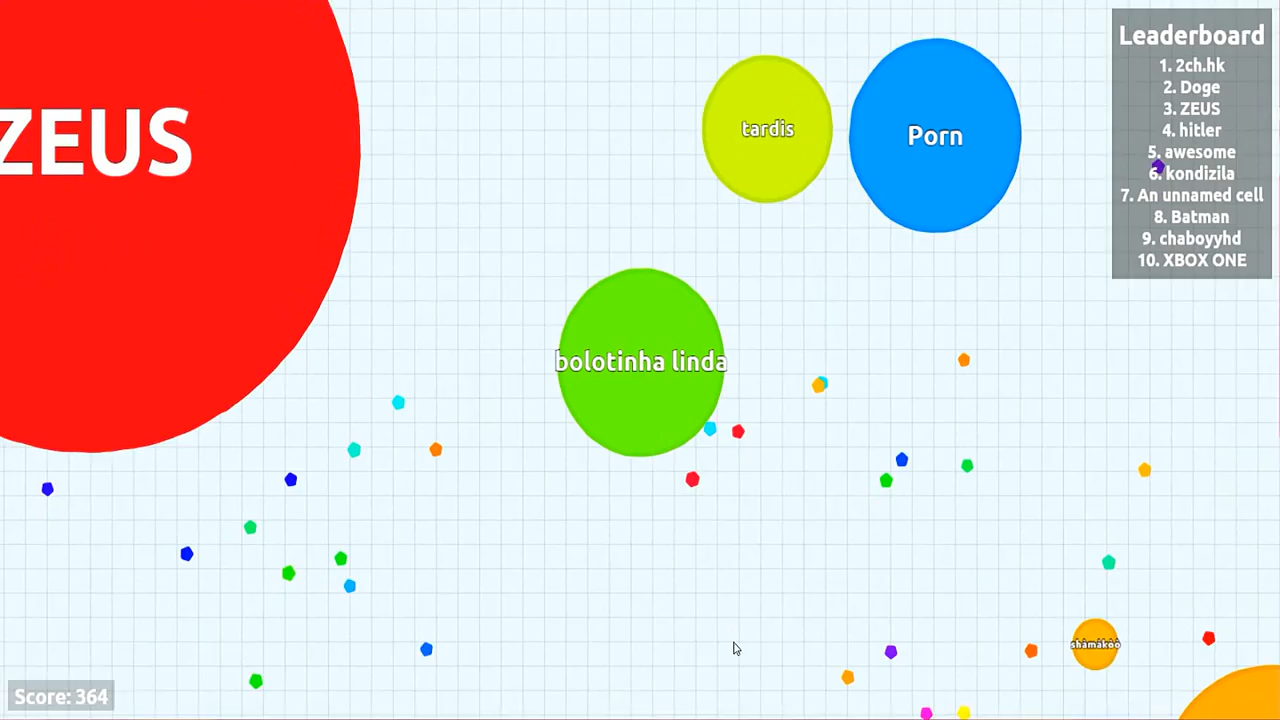 ZEUS
tardis
Porn
bolotinha linda
shamakoo
Leaderboard
1. 2ch.hk
2. Doge
3. ZEUS
4. hitler
5. awesome
6. kondizila
7. An unnamed cell
8. Batman
9. chaboyyhd
10. XBOX ONE
Score: 364